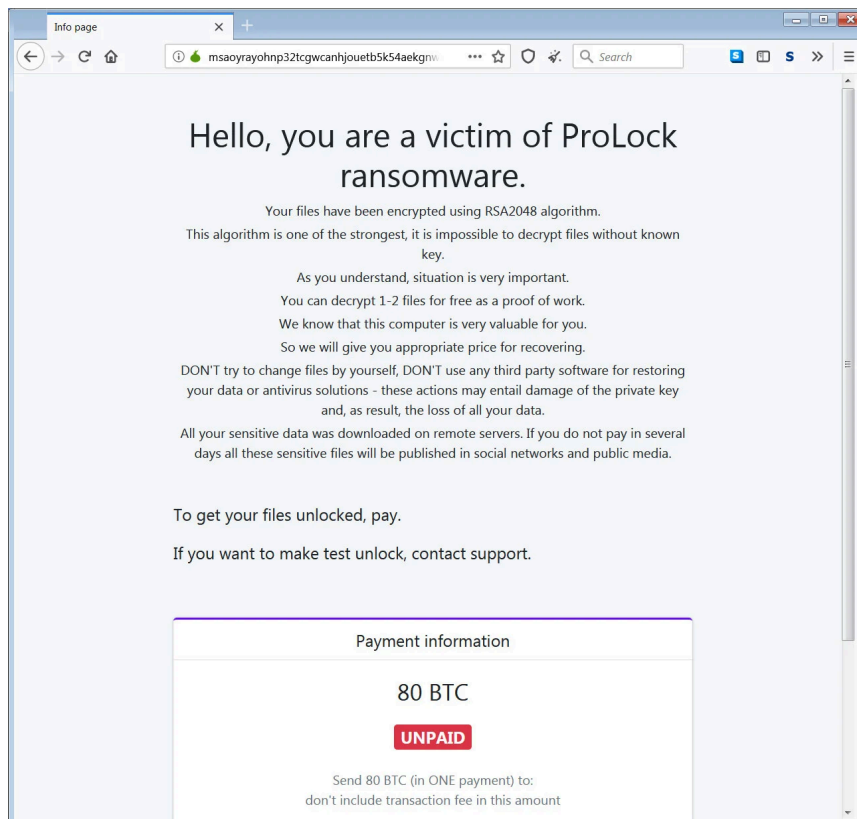 Info page
msaoyrayohnp32tcgwcanhjouetb5k54aekgnw
Search
Hello, you are a victim of ProLock
ransomware.
Your files have been encrypted using RSA2048 algorithm.
This algorithm is one of the strongest, it is impossible to decrypt files without known
key.
As you understand, situation is very important.
You can decrypt 1-2 files for free as a proof of work.
We know that this computer is very valuable for you.
So we will give you appropriate price for recovering.
DON'T try to change files by yourself, DON'T use any third party software for restoring
your data or antivirus solutions - these actions may entail damage of the private key
and, as result, the loss of all your data.
All your sensitive data was downloaded on remote servers. If you do not pay in several
days all these sensitive files will be published in social networks and public media.
To get your files unlocked, pay.
If you want to make test unlock, contact support.
Payment information
80 BTC
UNPAID
Send 80 BTC (in ONE payment) to:
don't include transaction fee in this amount